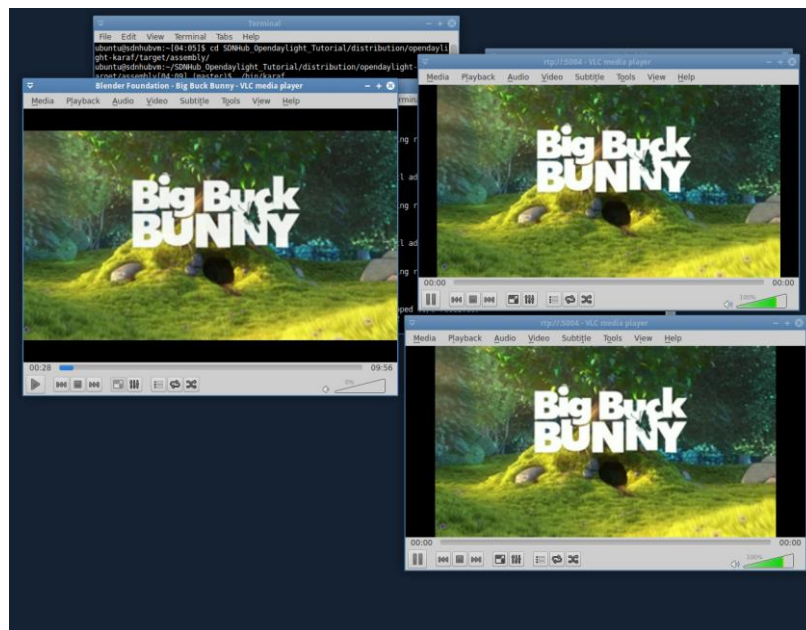 Terminal
File Edit View Terminal Tabs Help
ubuntu@sdnhubvm:~[04:05]$ cd SDNHub_Opendaylight_Tutorial/distribution/opendayli
ght-karaf/target/assembly/
ubuntu@sdnhubvm:~/SDNHub_Opendaylight_Tutorial/distribution/opendaylight-
Blender Foundation - Big Buck Bunny - VLC media player
Media Playback Audio Video Subtitle Tools View Help
Big Buck
BUNNY
00:28 09:56
0%
rtp://:5004 - VLC media player
Media Playback Audio Video Subtitle Tools View Help
Big Buck
BUNNY
00:00 00:00
100%
rtp://:5004 - VLC media player
Media Playback Audio Video Subtitle Tools View Help
Big Buck
BUNNY
00:00 00:00
100%